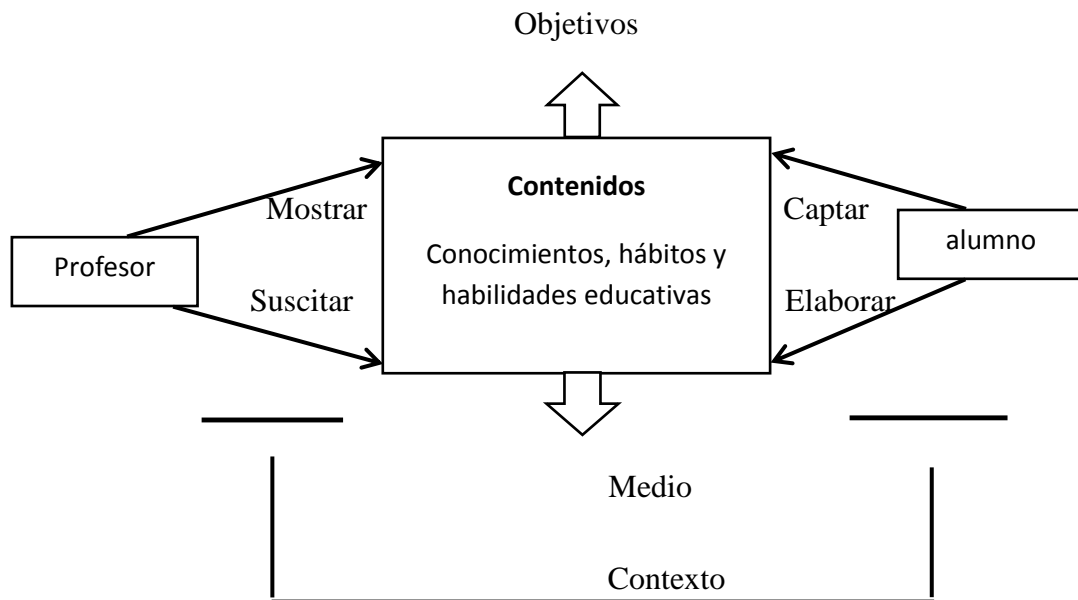 Objetivos
Contenidos
Mostrar
Captar
Profesor
Conocimientos, hábitos y
habilidades educativas
alumno
Suscitar
Elaborar
Medio
Contexto